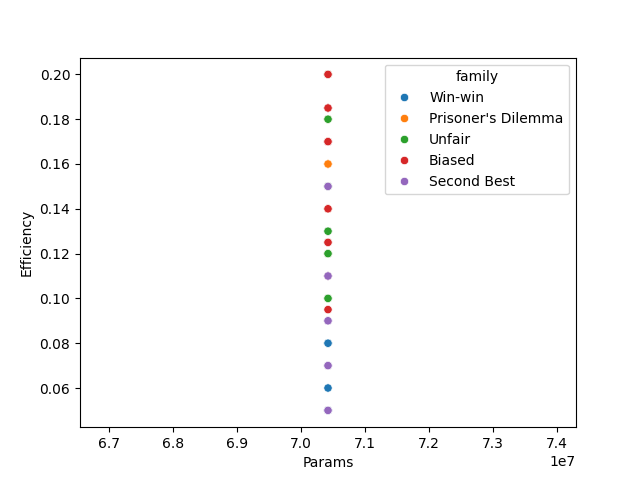 family
Win-win
Prisoner's Dilemma
Unfair
Biased
Second Best
Efficiency
0.20
0.18
0.16
0.14
0.12
0.10
0.08
0.06
6.7 6.8 6.9 7.0 7.1 7.2 7.3 7.4
1e7
Params